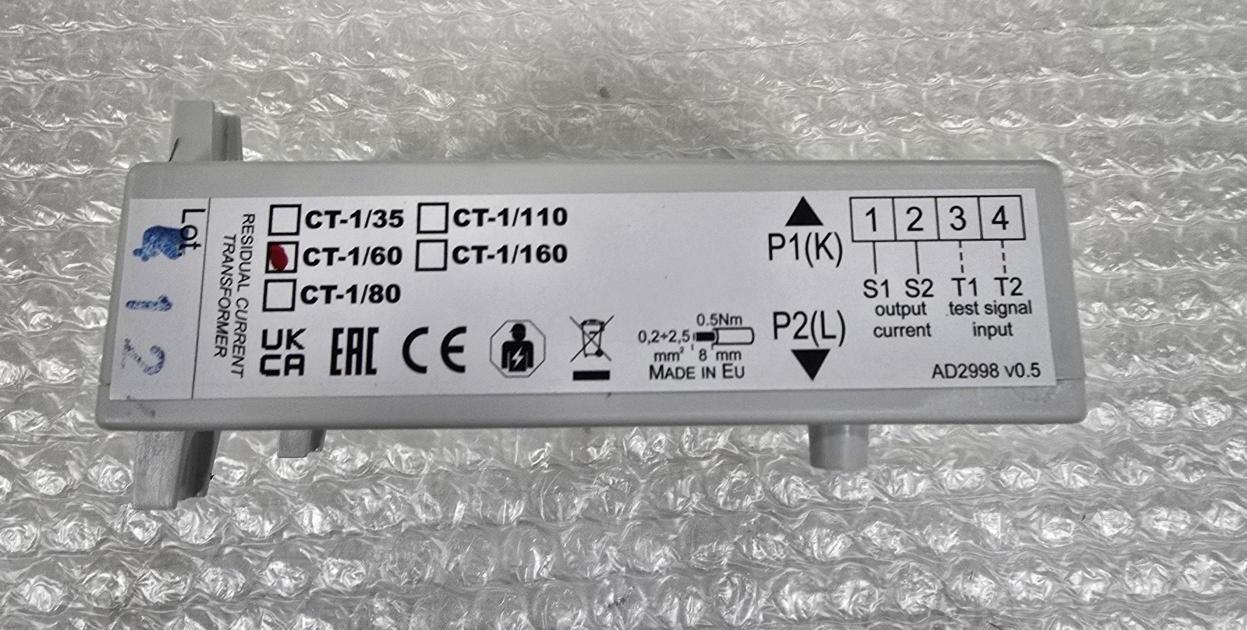 Lot.
1
2
RESIDUAL CURRENT
TRANSFORMER
CT-1/35 CT-1/110
CT-1/60 CT-1/160
CT-1/80
UK
CA
EAC
CE
0.5Nm
0,2÷2,5
mm² 8 mm
MADE IN EU
P1(K)
P2(L)
1 2 3 4
S1 S2 T1 T2
output test signal
current input
AD2998 v0.5